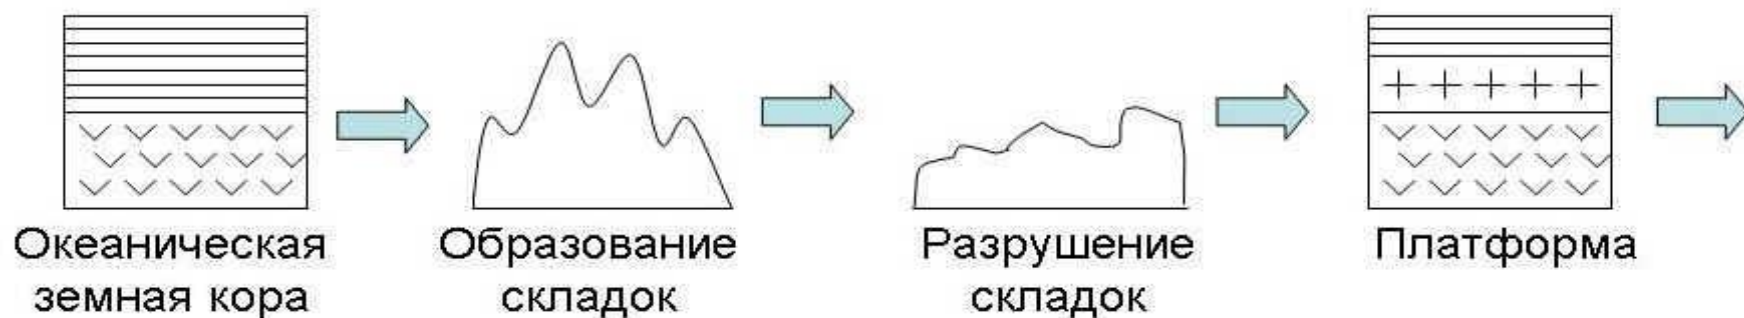 Океаническая
земная кора
Образование
складок
Разрушение
складок
Платформа